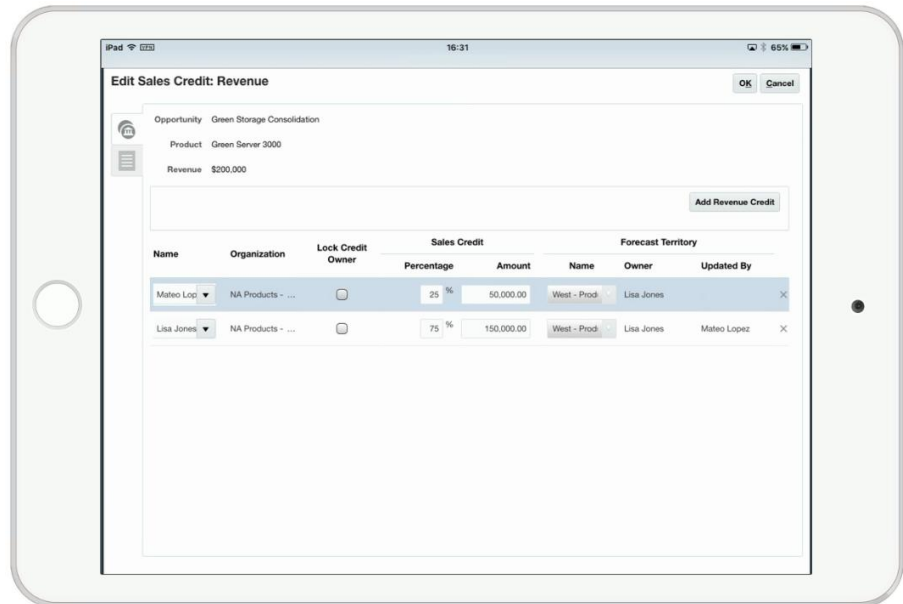 iPad VPN 16:31 65%
Edit Sales Credit: Revenue OK Cancel
Opportunity Green Storage Consolidation
Product Green Server 3000
Revenue $200,000
Add Revenue Credit
Name Organization Lock Credit Owner Sales Credit Forecast Territory
Percentage Amount Name Owner Updated By
Mateo Lop NA Products - ... 25 % 50,000.00 West - Prod Lisa Jones
Lisa Jones NA Products - ... 75 % 150,000.00 West - Prod Lisa Jones Mateo Lopez